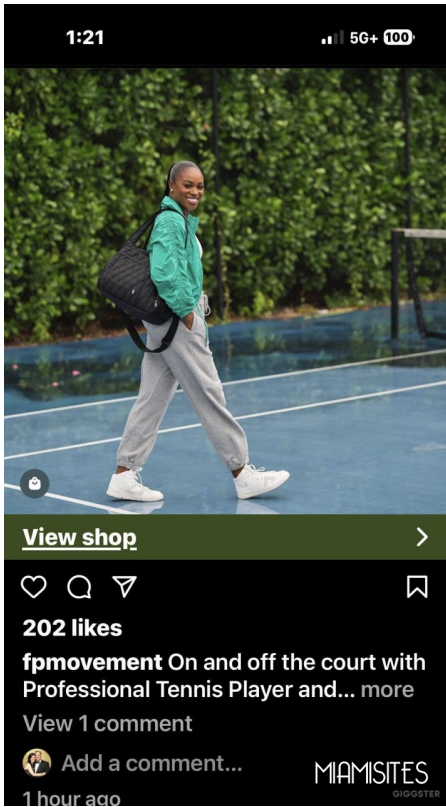 1:21
5G+ 100
View shop
202 likes
fpmovement On and off the court with
Professional Tennis Player and... more
View 1 comment
Add a comment...
1 hour ago
MIAMISITES
GIGGSTER